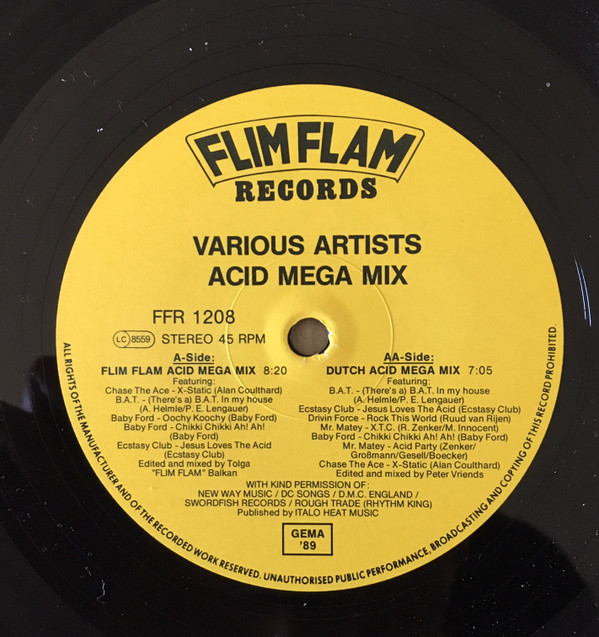 FLIM FLAM
RECORDS
VARIOUS ARTISTS
ACID MEGA MIX
FFR 1208
LC 8559 STEREO 45 RPM
A-Side:
FLIM FLAM ACID MEGA MIX 8:20
Featuring:
Chase The Ace - X-Static (Alan Coulthard)
B.A.T. - (There's a) B.A.T. In my house
(A. Helmle/P. E. Lengauer)
Baby Ford - Oochy Koochy (Baby Ford)
Baby Ford - Chikki Chikki Ah! Ah!
(Baby Ford)
Ecstasy Club - Jesus Loves The Acid
(Ecstasy Club)
Edited and mixed by Tolga
"FLIM FLAM" Balkan
AA-Side:
DUTCH ACID MEGA MIX 7:05
Featuring:
B.A.T. - (There's a) B.A.T. In my house
(A. Helmle/P. E. Lengauer)
Ecstasy Club - Jesus Loves The Acid (Ecstasy Club)
Drivin Force - Rock This World (Ruud van Rijen)
Mr. Matey - X.T.C. (R. Zenker/M. Innocent)
Baby Ford - Chikki Chikki Ah! Ah! (Baby Ford)
Mr. Matey - Acid Party (Zenker/
Großmann/Gesell/Boecker)
Chase The Ace - X-Static (Alan Coulthard)
Edited and mixed by Peter Vriends
WITH KIND PERMISSION OF:
NEW WAY MUSIC / DC SONGS / D.M.C. ENGLAND /
SWORDFISH RECORDS / ROUGH TRADE (RHYTHM KING)
Published by ITALO HEAT MUSIC
GEMA
'89
ALL RIGHTS OF THE MANUFACTURER AND OF THE RECORDED WORK RESERVED. UNAUTHORISED PUBLIC PERFORMANCE, BROADCASTING AND COPYING OF THIS RECORD PROHIBITED.